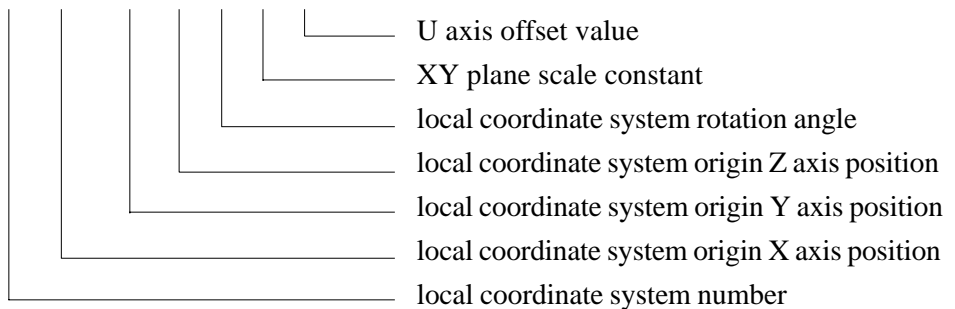 U axis offset value
XY plane scale constant
local coordinate system rotation angle
local coordinate system origin Z axis position
local coordinate system origin Y axis position
local coordinate system origin X axis position
local coordinate system number